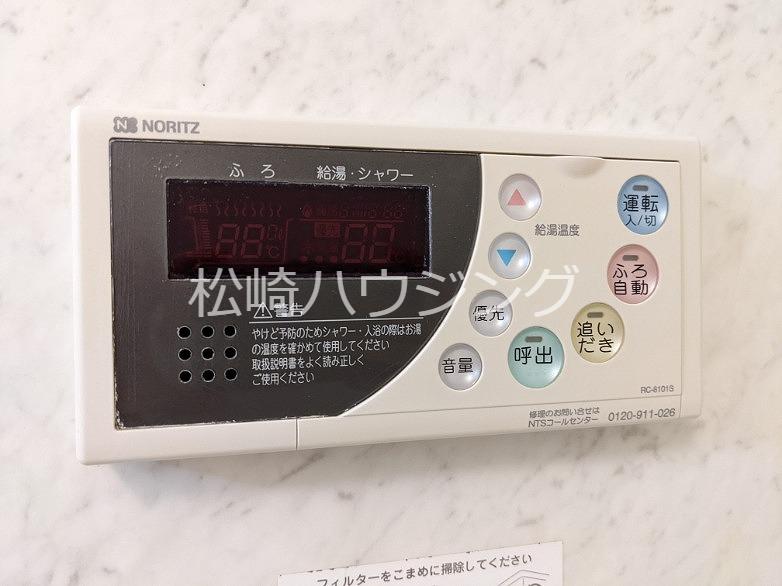 NORITZ
ふろ 給湯・シャワー
優先
℃ ℃
給湯温度
運転
入/切
ふろ
自動
優先
追い
だき
音量
呼出
松崎ハウジング
警告
やけど予防のためシャワー・入浴の際はお湯
の温度を確かめて使用してください
取扱説明書をよく読み正しく
ご使用ください
RC-8101S
修理のお問い合せは
NTSコールセンター 0120-911-026
フィルターをこまめに掃除してください